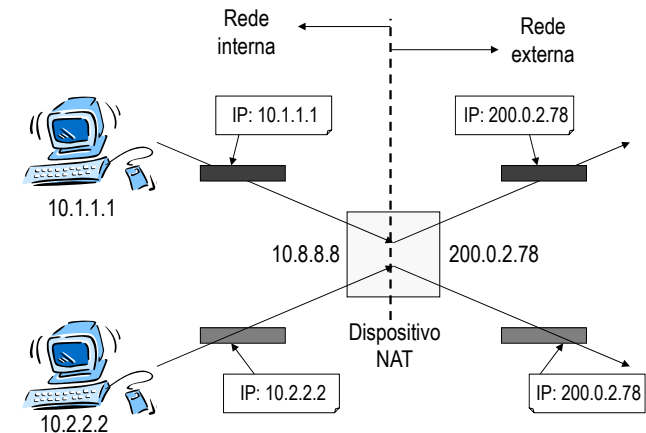 Rede
interna
Rede
externa
IP: 10.1.1.1
IP: 200.0.2.78
10.1.1.1
10.8.8.8
200.0.2.78
Dispositivo
NAT
IP: 10.2.2.2
IP: 200.0.2.78
10.2.2.2